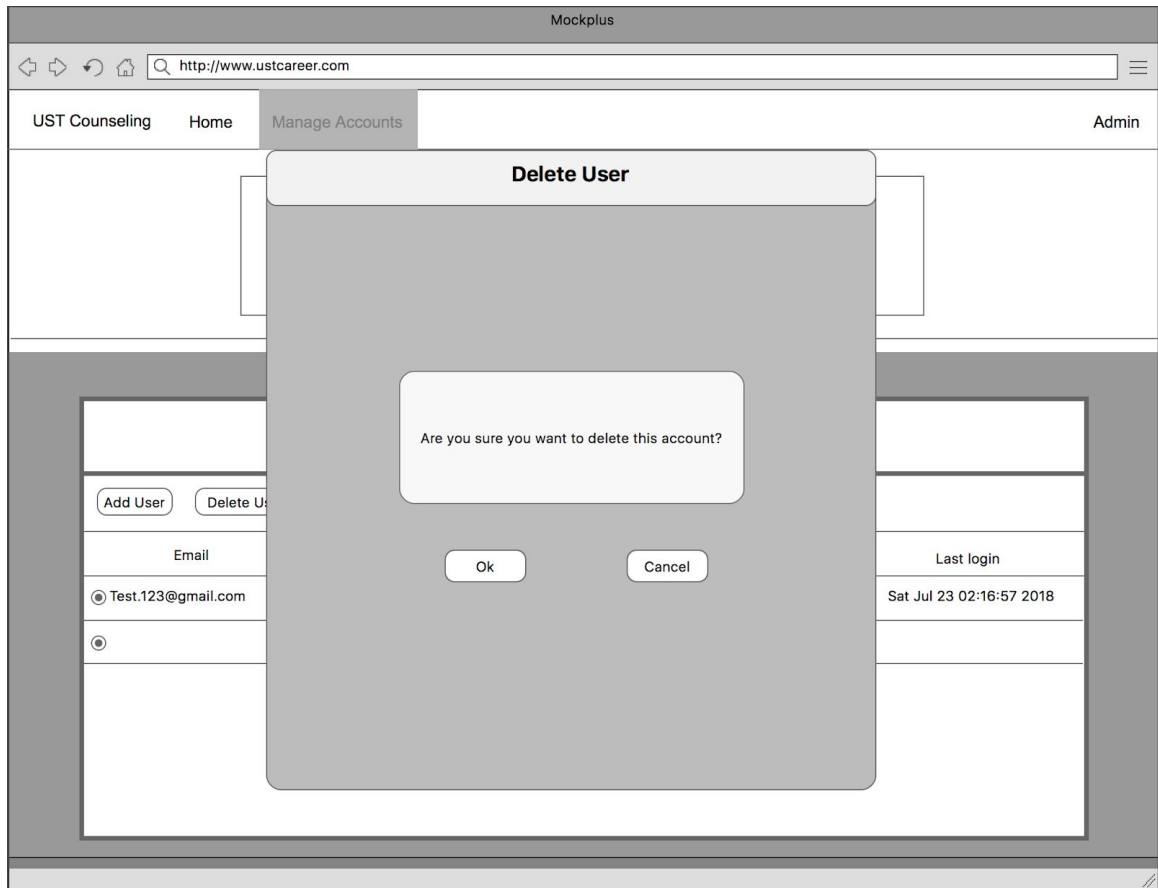 Mockplus
http://www.ustcareer.com
UST Counseling Home Manage Accounts Admin
Delete User
Are you sure you want to delete this account?
Add User Delete Us
Email Ok Cancel Last login
Test.123@gmail.com Sat Jul 23 02:16:57 2018